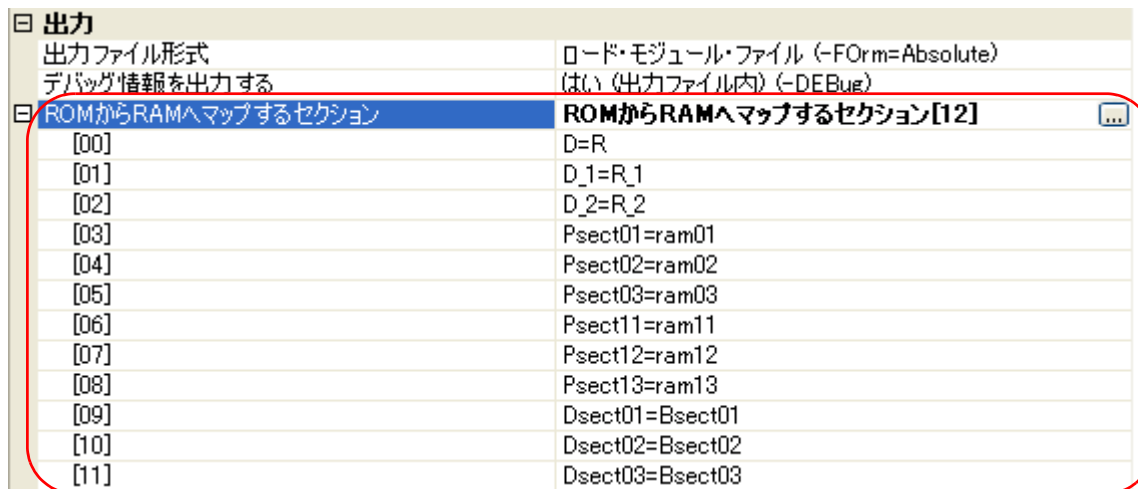 出力
出力ファイル形式 ロード・モジュール・ファイル (-FOrm=Absolute)
デバッグ情報を出力する はい (出力ファイル内) (-DEBug)
ROMからRAMへマップするセクション ROMからRAMへマップするセクション[12] ...
[00] D=R
[01] D_1=R_1
[02] D_2=R_2
[03] Psect01=ram01
[04] Psect02=ram02
[05] Psect03=ram03
[06] Psect11=ram11
[07] Psect12=ram12
[08] Psect13=ram13
[09] Dsect01=Bsect01
[10] Dsect02=Bsect02
[11] Dsect03=Bsect03